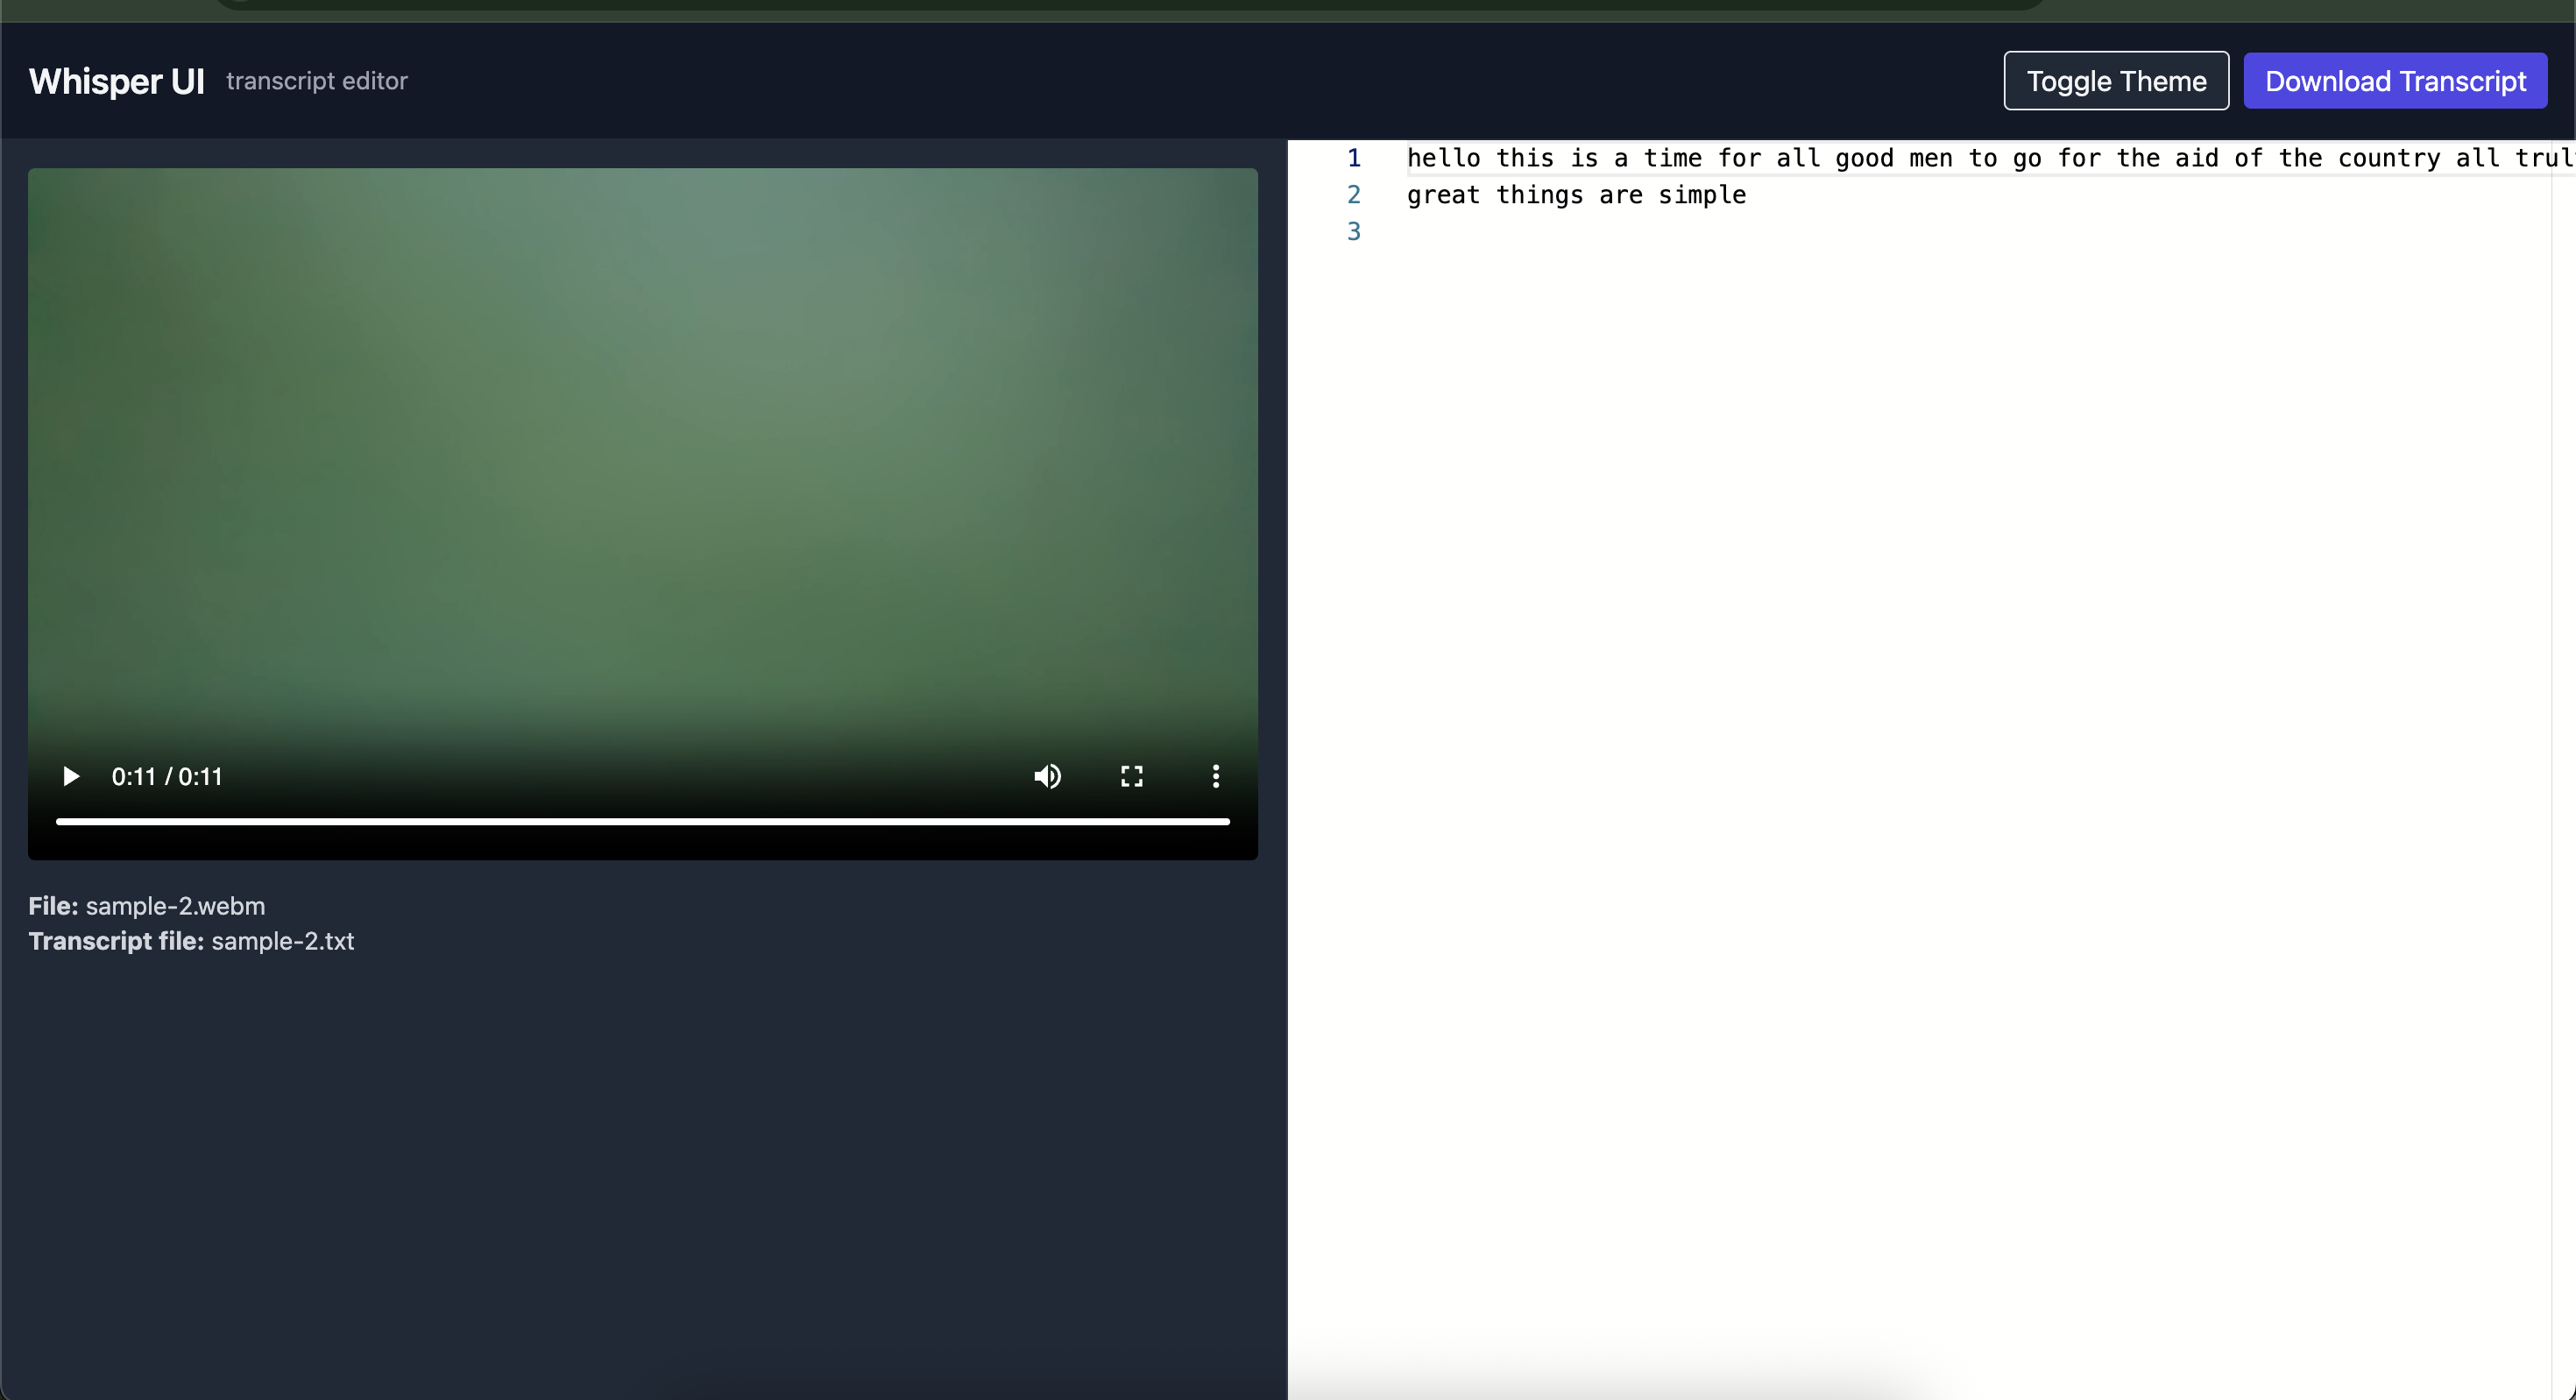 Whisper UI transcript editor Toggle Theme Download Transcript
0:11 / 0:11
File: sample-2.webm
Transcript file: sample-2.txt
1 hello this is a time for all good men to go for the aid of the country all
2 great things are simple
3